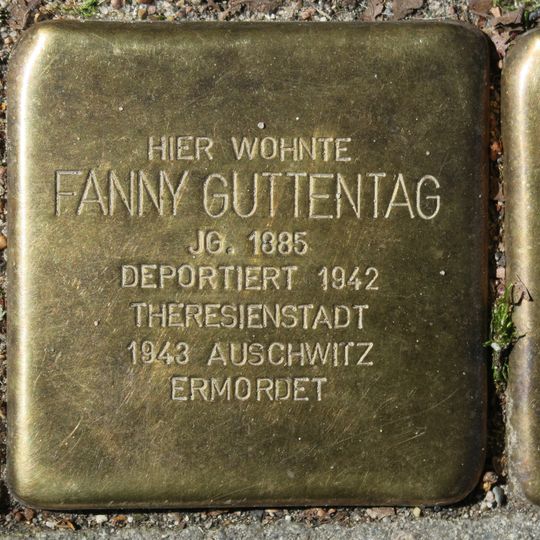 HIER WOHNTE
FANNY GUTTENTAG
JG. 1885
DEPORTIERT 1942
THERESIENSTADT
1943 AUSCHWITZ
ERMORDET